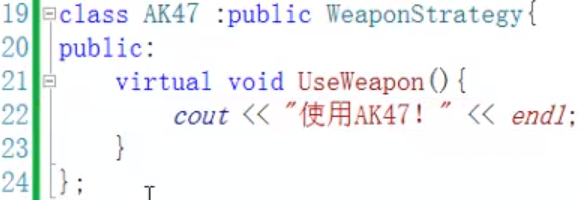 19 class AK47 :public WeaponStrategy{
20 public:
21     virtual void UseWeapon(){
22         cout << "使用AK47！" << endl;
23     }
24 };